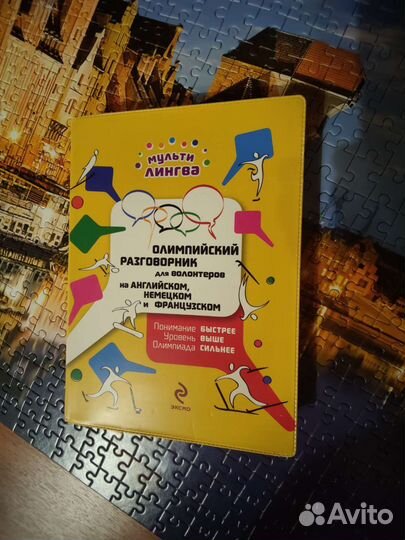 МУЛЬТИ
ЛИНГВА
ОЛИМПИЙСКИЙ
РАЗГОВОРНИК
для волонтеров
на АНГЛИЙСКОМ,
НЕМЕЦКОМ
и ФРАНЦУЗСКОМ
Понимание БЫСТРЕЕ
Уровень ВЫШЕ
Олимпиада СИЛЬНЕЕ
ЭКСМО
Avito